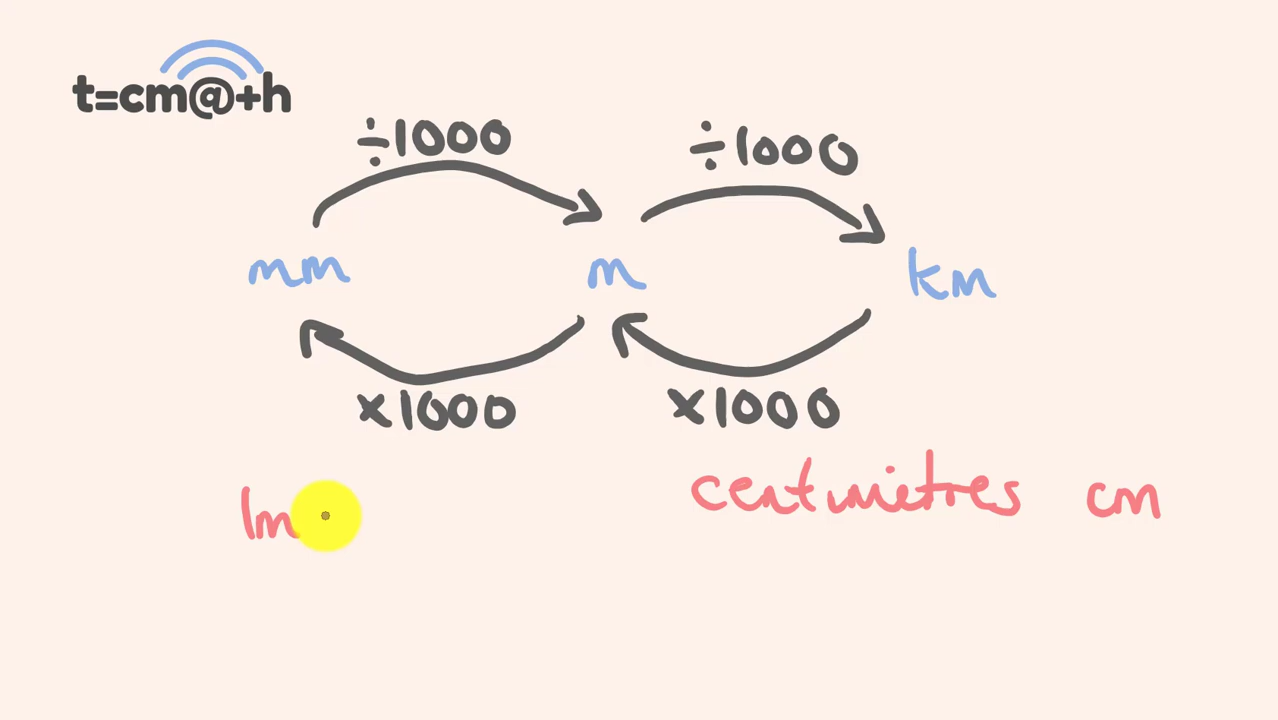 t=cm@+h
÷1000 ÷1000
mm m km
x1000 x1000
centimetres cm
1m